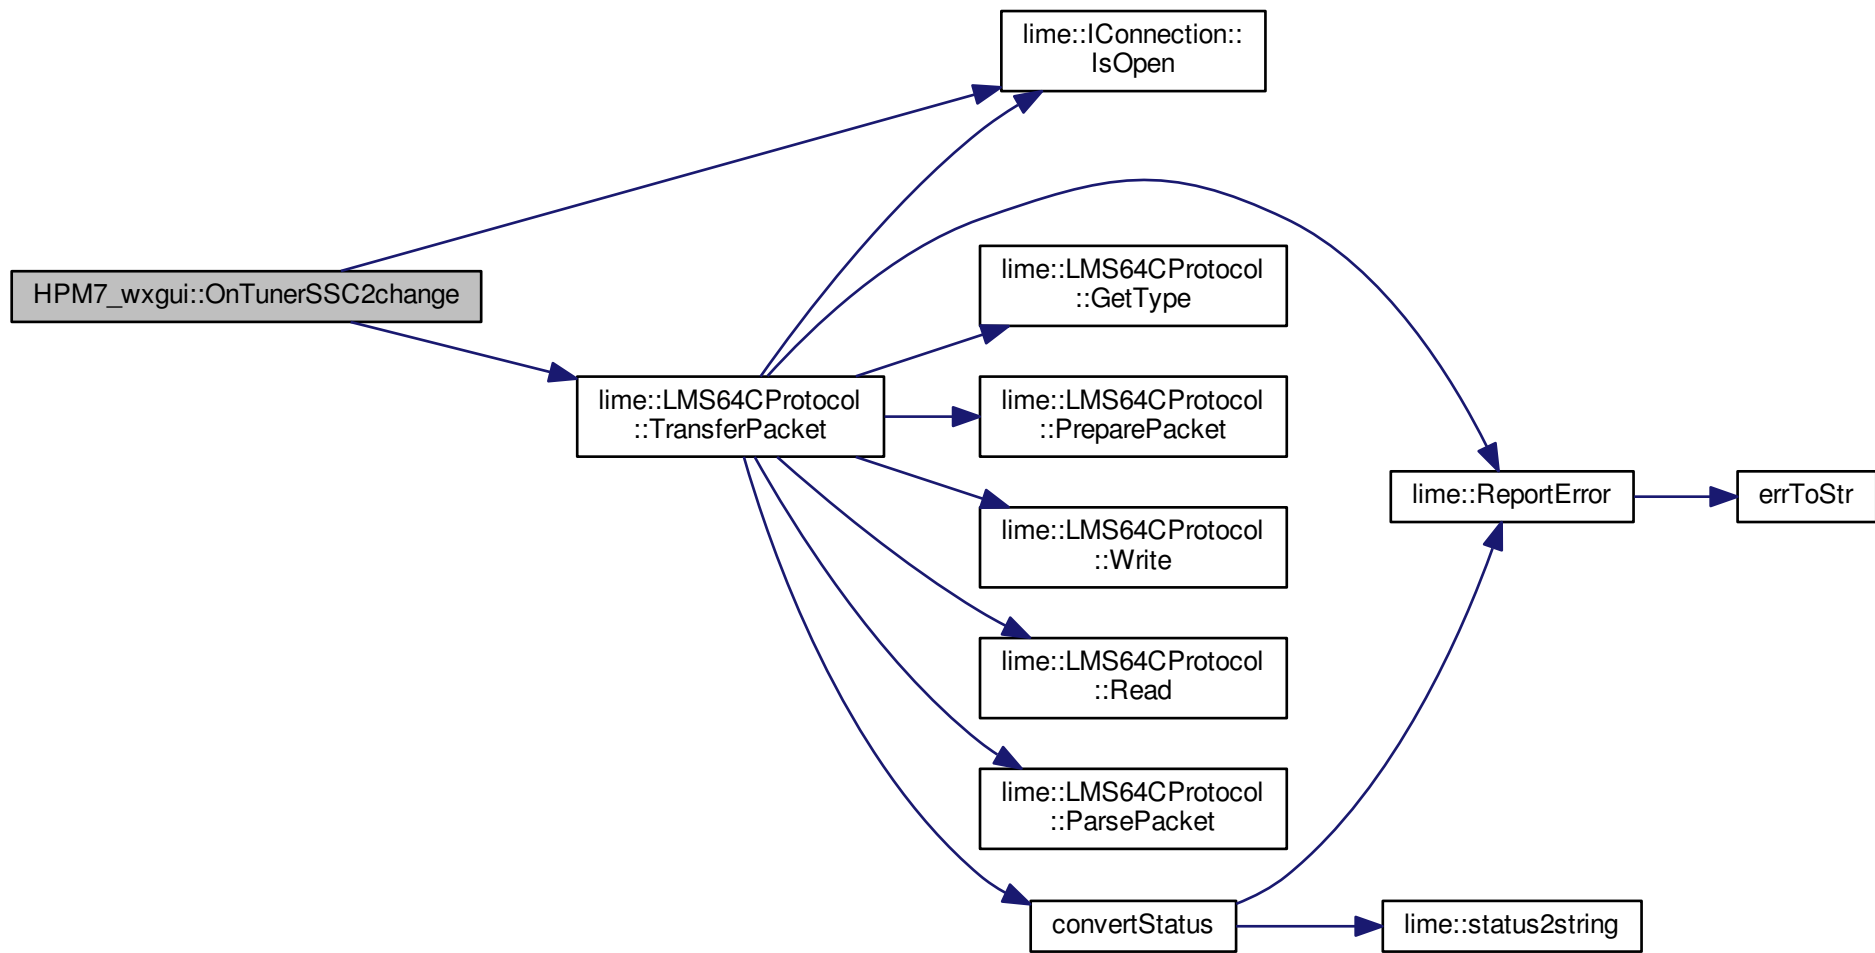 lime::IConnection::
IsOpen
HPM7_wxgui::OnTunerSSC2change
lime::LMS64CProtocol
::TransferPacket
lime::LMS64CProtocol
::GetType
lime::LMS64CProtocol
::PreparePacket
lime::LMS64CProtocol
::Write
lime::LMS64CProtocol
::Read
lime::LMS64CProtocol
::ParsePacket
convertStatus
lime::ReportError
errToStr
lime::status2string